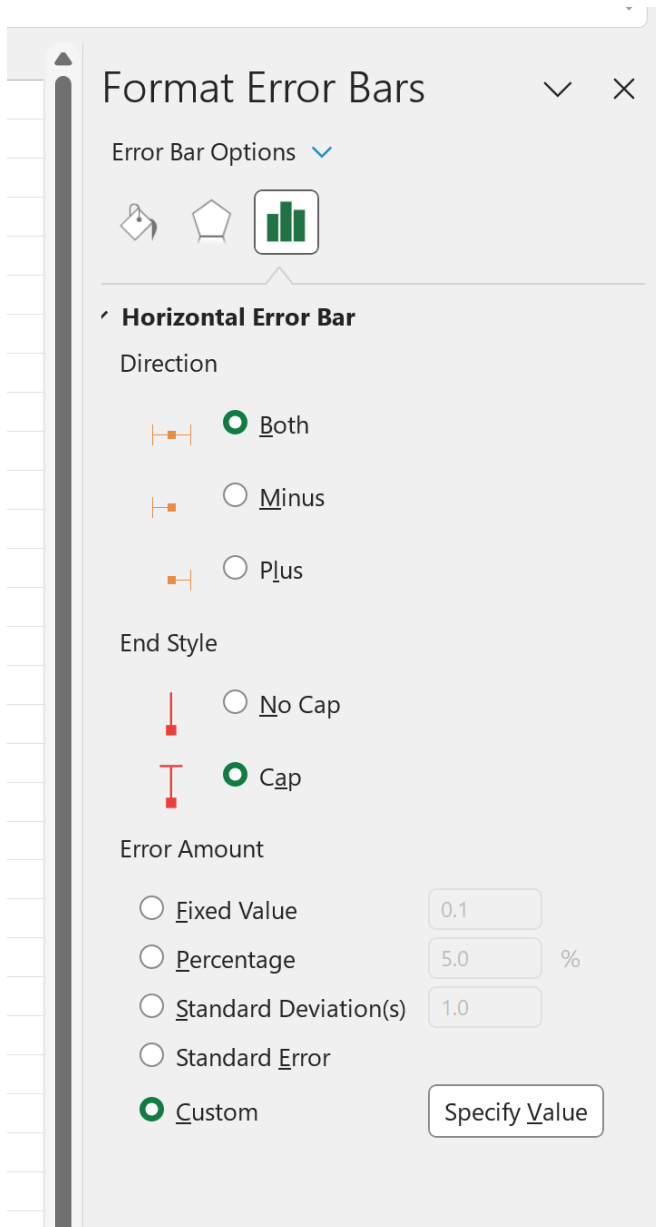 Format Error Bars
Error Bar Options
Horizontal Error Bar
Direction
Both
Minus
Plus
End Style
No Cap
Cap
Error Amount
Fixed Value 0.1
Percentage 5.0 %
Standard Deviation(s) 1.0
Standard Error
Custom Specify Value